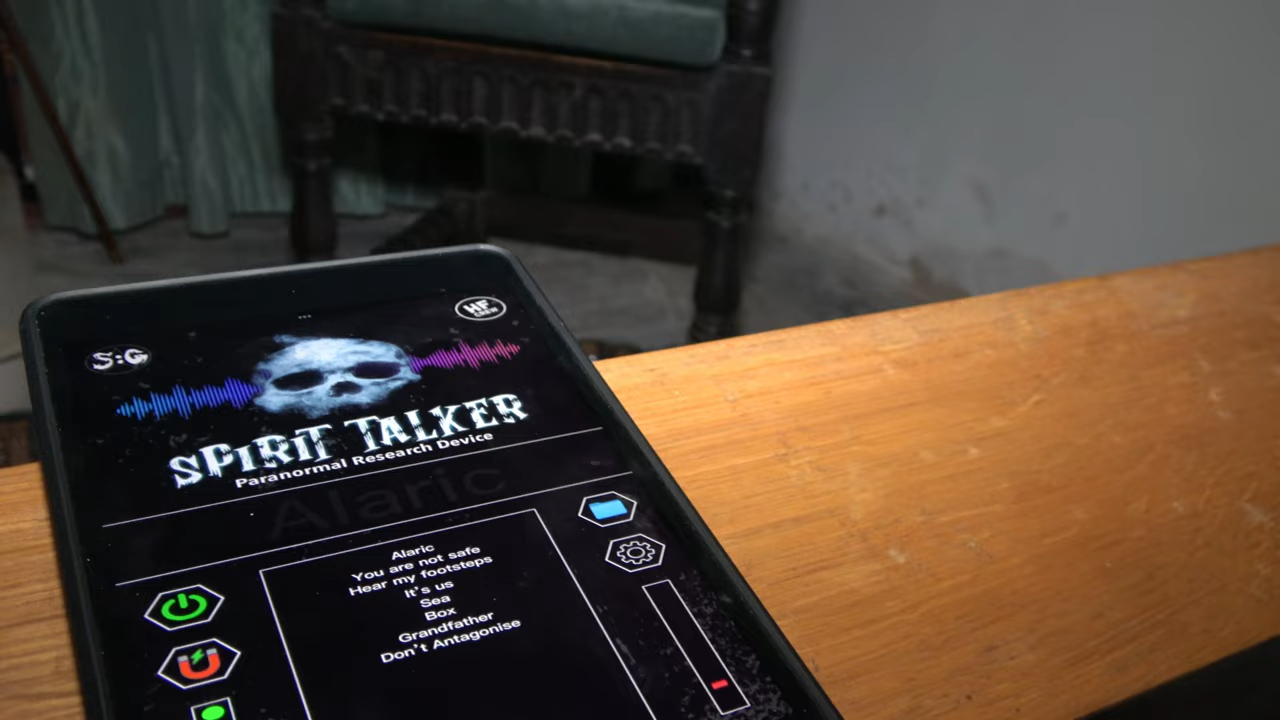 HF
CREW
S:G
SPIRIT TALKER
Paranormal Research Device
Alaric
Alaric
You are not safe
Hear my footsteps
It's us
Sea
Box
Grandfather
Don't Antagonise